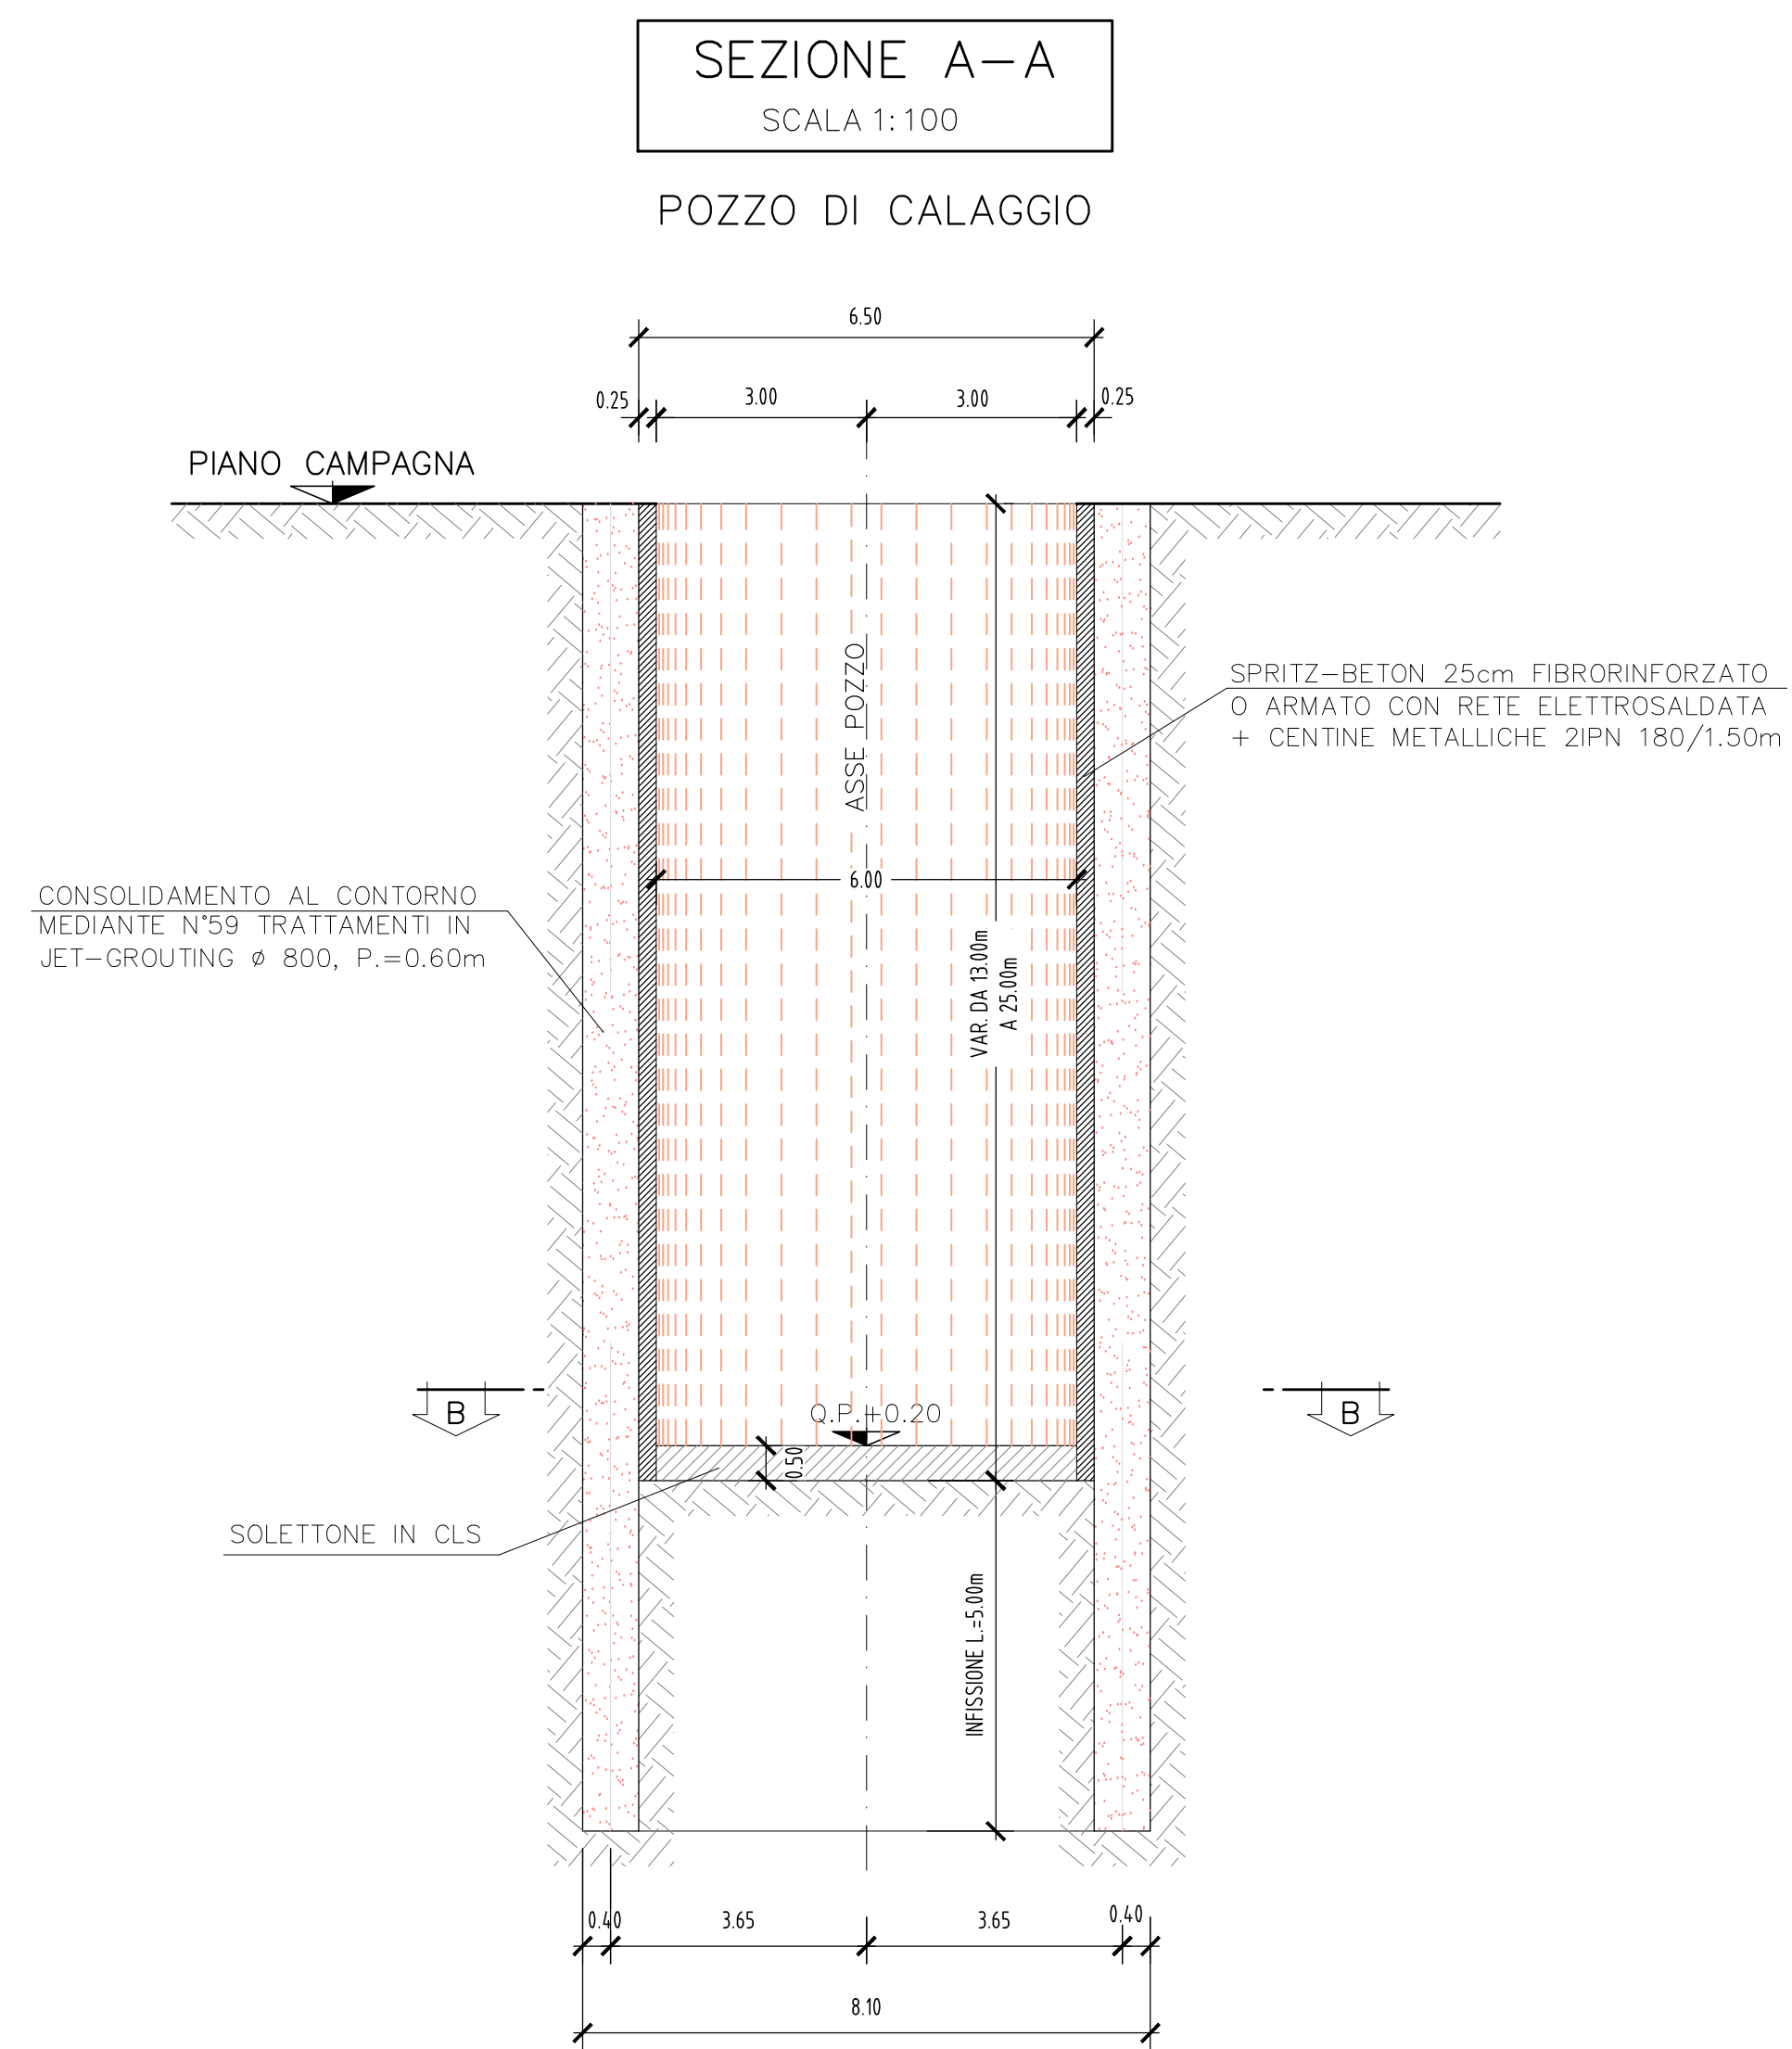 SEZIONE A-A
SCALA 1:100
POZZO DI CALAGGIO
6.50
0.25
3.00
3.00
0.25
PIANO CAMPAGNA
ASSE POZZO
SPRITZ-BETON 25cm FIBRORINFORZATO
O ARMATO CON RETE ELETTROSALDATA
+ CENTINE METALLICHE 2IPN 180/1.50m
6.00
CONSOLIDAMENTO AL CONTORNO
MEDIANTE N°59 TRATTAMENTI IN
JET-GROUTING ø 800, P.=0.60m
VAR. DA 13.00m
A 25.00m
B
B
Q.P.+0.20
0.50
SOLETTONE IN CLS
INFISSIONE L.=5.00m
0.40
3.65
3.65
0.40
8.10